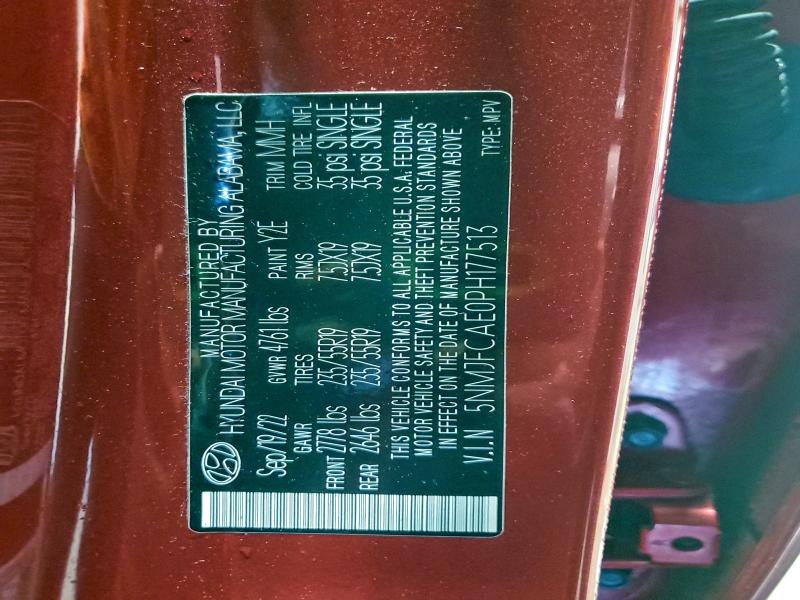 MANUFACTURED BY
HYUNDAI MOTOR MANUFACTURING ALABAMA, LLC
Sep/19/22 GVWR 4761 lbs PAINT Y2E TRIM MMH
GAWR TIRES RIMS COLD TIRE INFL
FRONT 2778 lbs 235/55R19 7.5JX19 35 psi SINGLE
REAR 2646 lbs 235/55R19 7.5JX19 35 psi SINGLE
THIS VEHICLE CONFORMS TO ALL APPLICABLE U.S.A. FEDERAL
MOTOR VEHICLE SAFETY AND THEFT PREVENTION STANDARDS
IN EFFECT ON THE DATE OF MANUFACTURE SHOWN ABOVE
V.I.N 5NMJFCAE0PH177513 TYPE: MPV